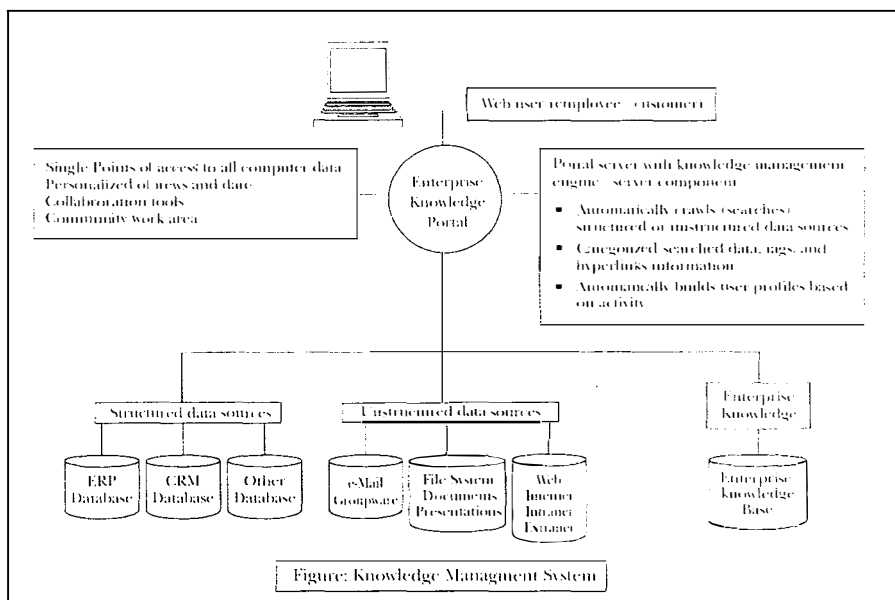 Web user (employee - customer)
Single Points of access to all computer data
Personalized of news and date
Collaboration tools
Community work area
Enterprise
Knowledge
Portal
Portal server with knowledge management
engine - server component
▪ Automatically crawls (searches)
structured or unstructured data sources
▪ Categorized searched data, tags, and
hyperlinks information
▪ Automatically builds user profiles based
on activity
Structured data sources
Unstructured data sources
Enterprise
Knowledge
ERP
Database
CRM
Database
Other
Database
e-Mail
Groupware
File System
Documents
Presentations
Web
Internet
Intranet
Extranet
Enterprise
Knowledge
Base
Figure: Knowledge Managment System